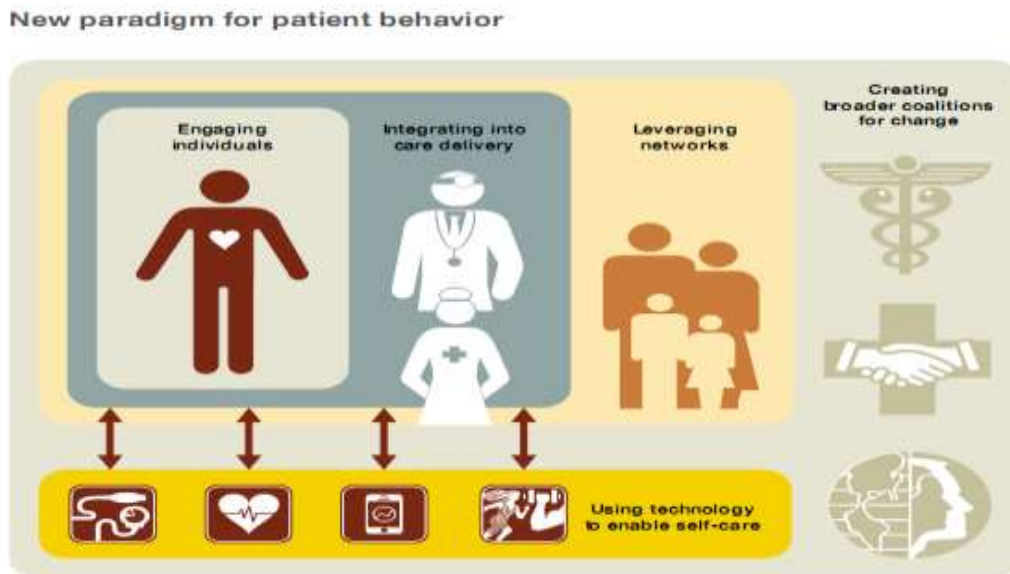 New paradigm for patient behavior
Engaging
individuals
Integrating into
care delivery
Leveraging
networks
Creating
broader coalitions
for change
Using technology
to enable self-care